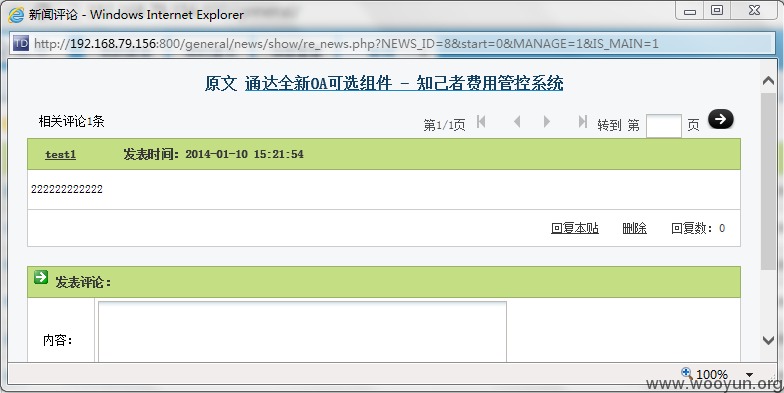 新闻评论 - Windows Internet Explorer
TD http://192.168.79.156:800/general/news/show/re_news.php?NEWS_ID=8&start=0&MANAGE=1&IS_MAIN=1
原文 通达全新OA可选组件 - 知己者费用管控系统
相关评论1条 第1/1页 转到 第 页
test1 发表时间：2014-01-10 15:21:54
222222222222
回复本贴 删除 回复数：0
发表评论：
内容：
100%
www.wooyun.org